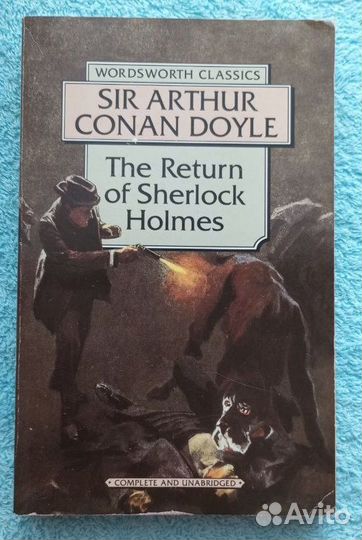 WORDSWORTH CLASSICS
SIR ARTHUR
CONAN DOYLE
The Return
of Sherlock
Holmes
· COMPLETE AND UNABRIDGED ·
Avito